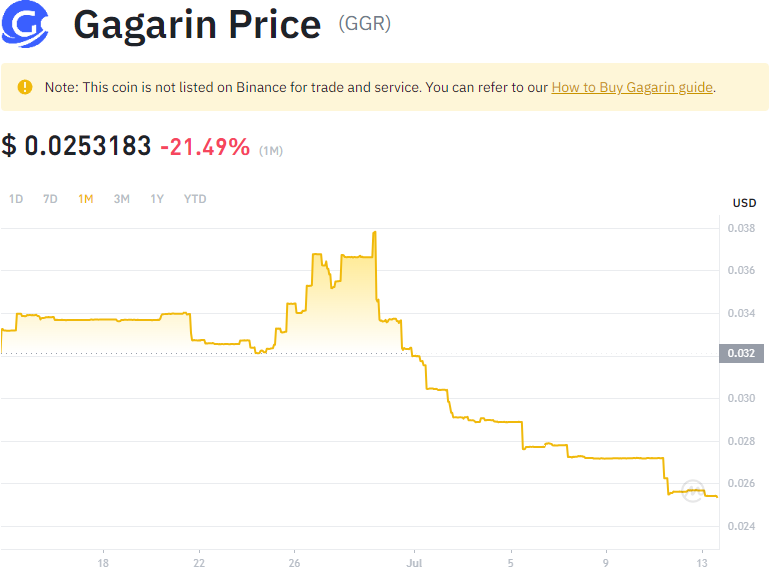 Gagarin Price (GGR)
Note: This coin is not listed on Binance for trade and service. You can refer to our How to Buy Gagarin guide.
$ 0.0253183 -21.49% (1M)
1D 7D 1M 3M 1Y YTD
USD
0.038
0.036
0.034
0.032
0.030
0.028
0.026
0.024
18 22 26 Jul 5 9 13